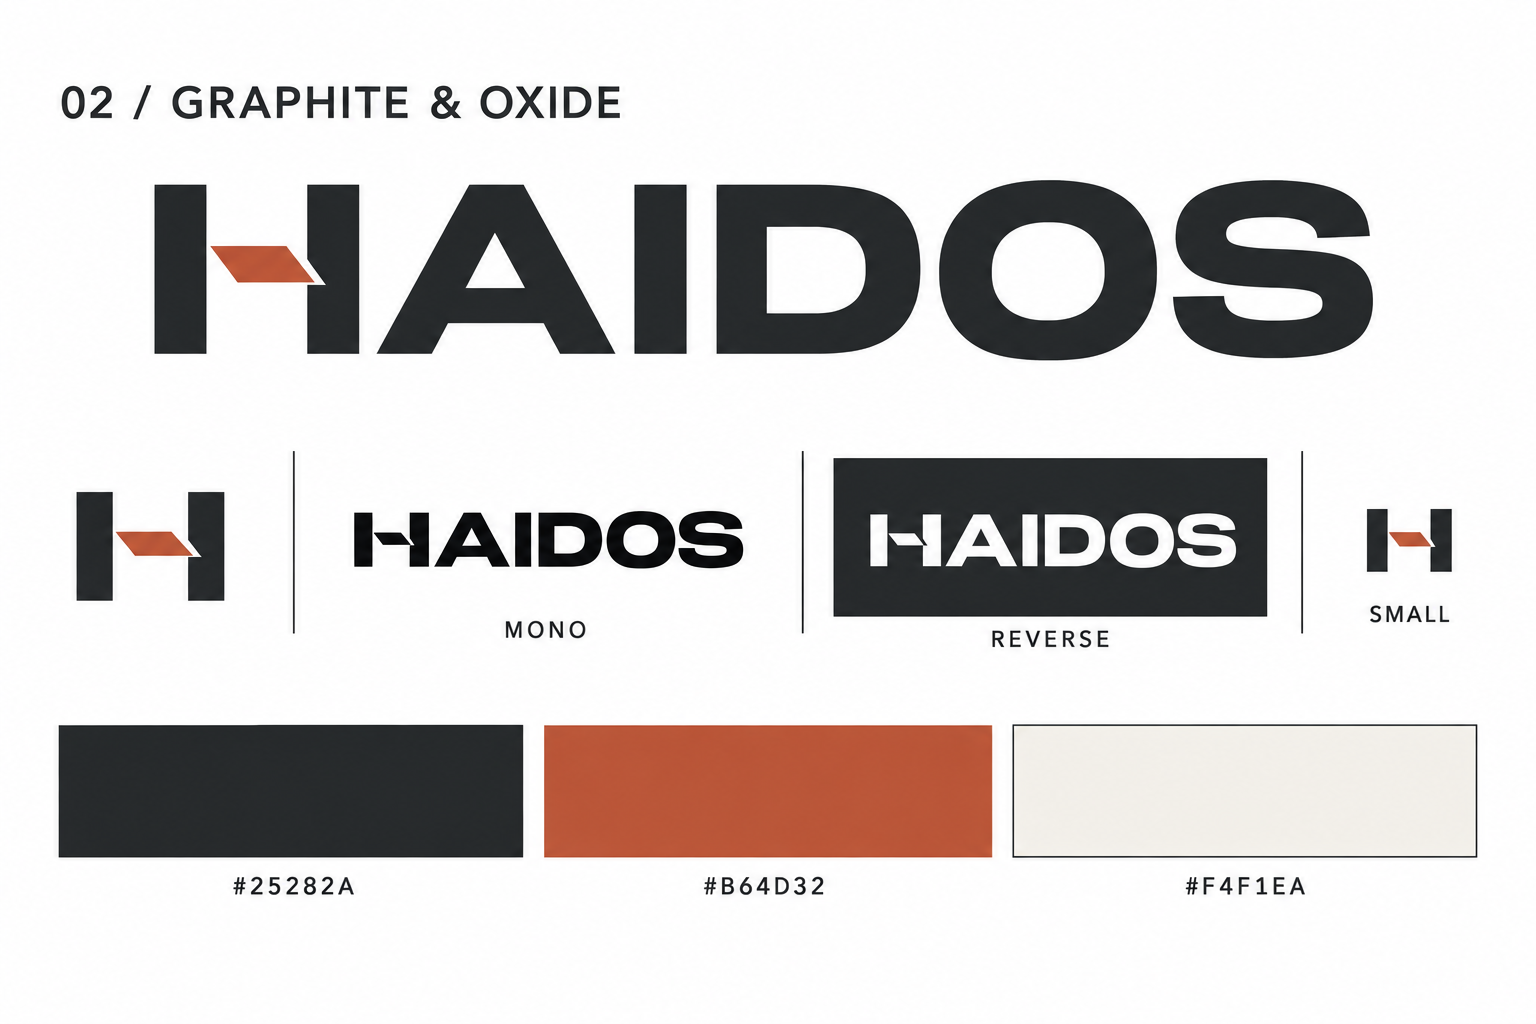 02 / GRAPHITE & OXIDE
HAIDOS
H
HAIDOS
MONO
HAIDOS
REVERSE
H
SMALL
#25282A
#B64D32
#F4F1EA